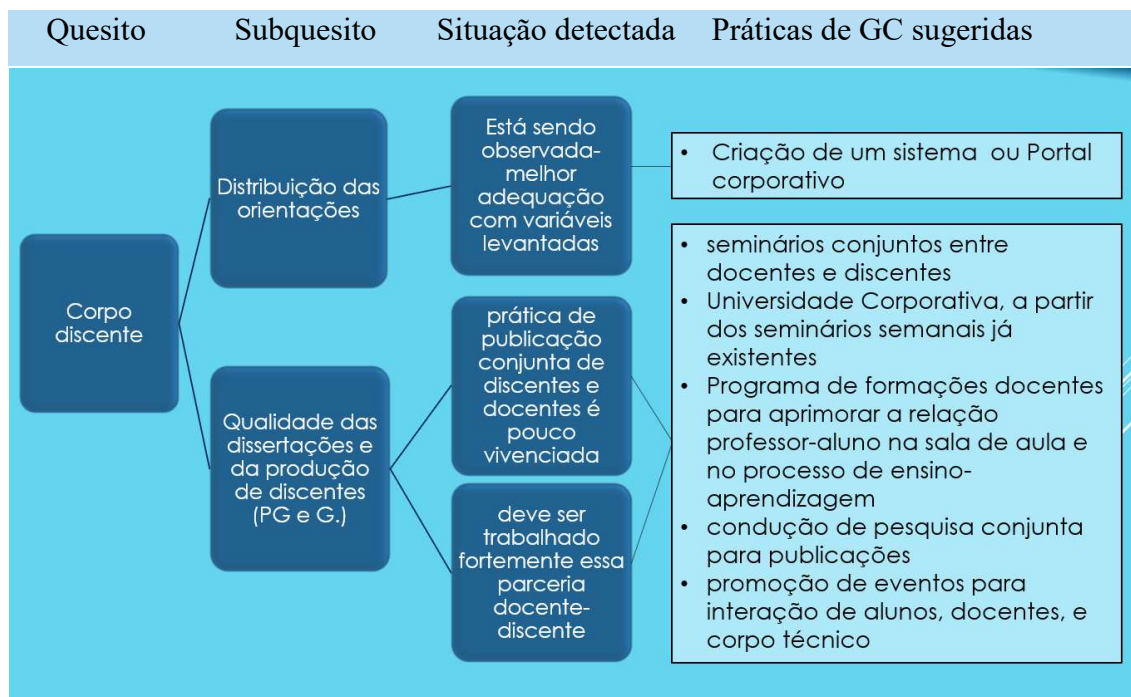 Quesito Subquesito Situação detectada Práticas de GC sugeridas
Corpo
discente
Distribuição das
orientações
Está sendo
observada-
melhor
adequação
com variáveis
levantadas
• Criação de um sistema ou Portal
corporativo
Qualidade das
dissertações e
da produção
de discentes
(PG e G.)
prática de
publicação
conjunta de
discentes e
docentes é
pouco
vivenciada
deve ser
trabalhado
fortemente essa
parceria
docente-
discente
• seminários conjuntos entre
docentes e discentes
• Universidade Corporativa, a partir
dos seminários semanais já
existentes
• Programa de formações docentes
para aprimorar a relação
professor-aluno na sala de aula e
no processo de ensino-
aprendizagem
• condução de pesquisa conjunta
para publicações
• promoção de eventos para
interação de alunos, docentes, e
corpo técnico